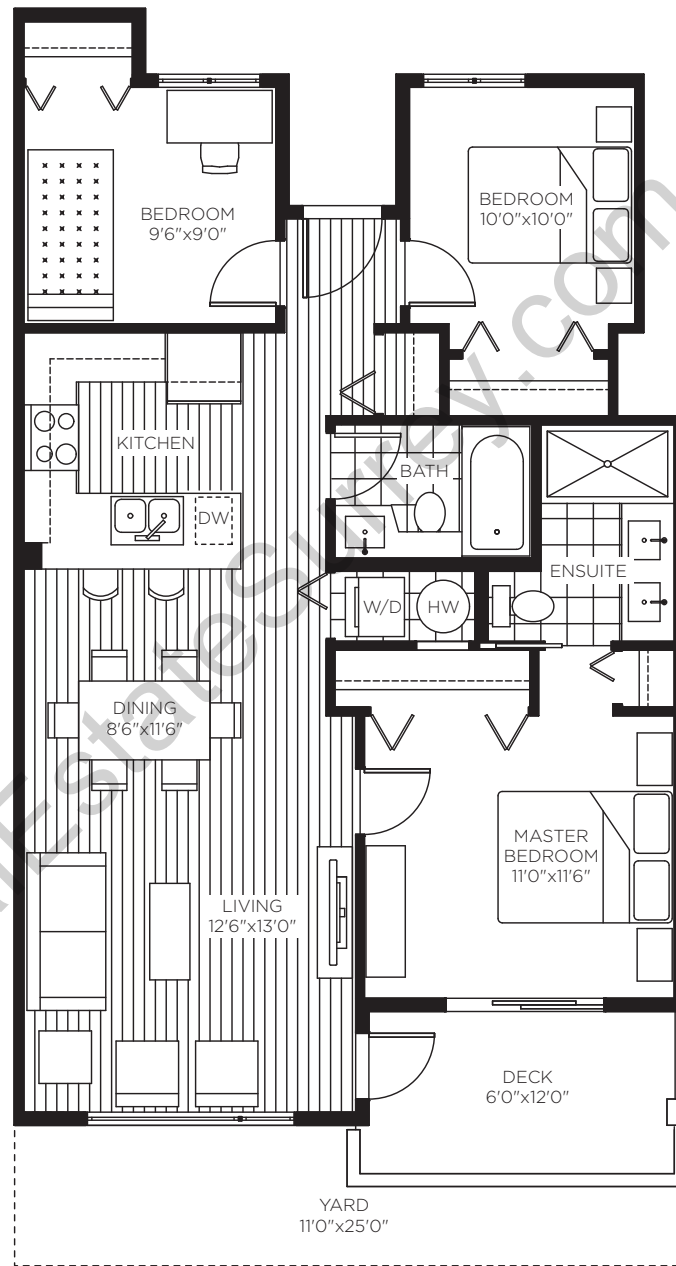 BEDROOM
9'6"x9'0"
BEDROOM
10'0"x10'0"
KITCHEN
DW
BATH
ENSUITE
W/D
HW
DINING
8'6"x11'6"
MASTER
BEDROOM
11'0"x11'6"
LIVING
12'6"x13'0"
DECK
6'0"x12'0"
YARD
11'0"x25'0"
EstateSurrey.com